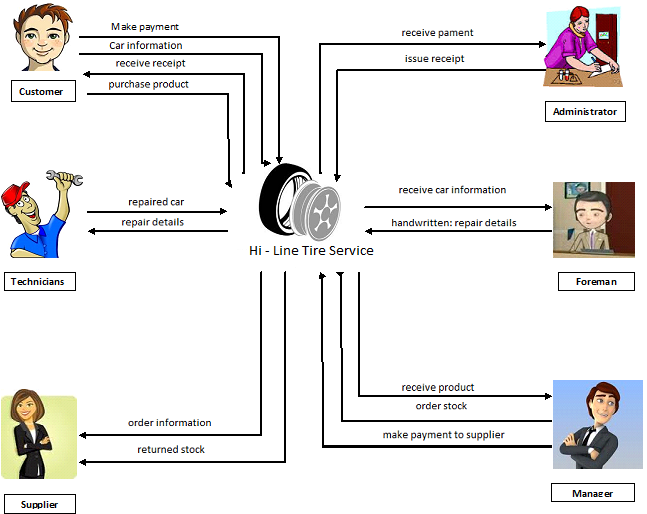 Make payment
Car information
receive receipt
purchase product
Customer
receive pament
issue receipt
Administrator
repaired car
repair details
Technicians
Hi - Line Tire Service
receive car information
handwritten: repair details
Foreman
order information
returned stock
Supplier
receive product
order stock
make payment to supplier
Manager